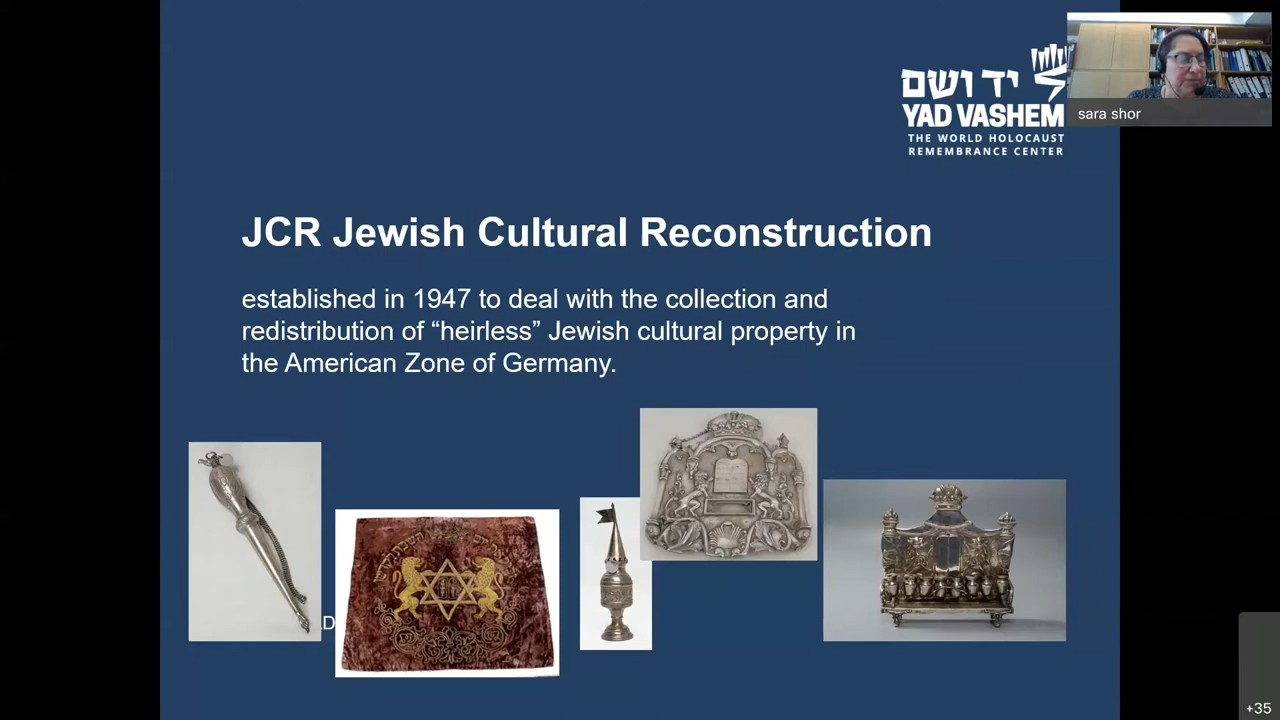 יד ושם
YAD VASHEM
THE WORLD HOLOCAUST
REMEMBRANCE CENTER
sara shor
JCR Jewish Cultural Reconstruction
established in 1947 to deal with the collection and
redistribution of “heirless” Jewish cultural property in
the American Zone of Germany.
D
+35